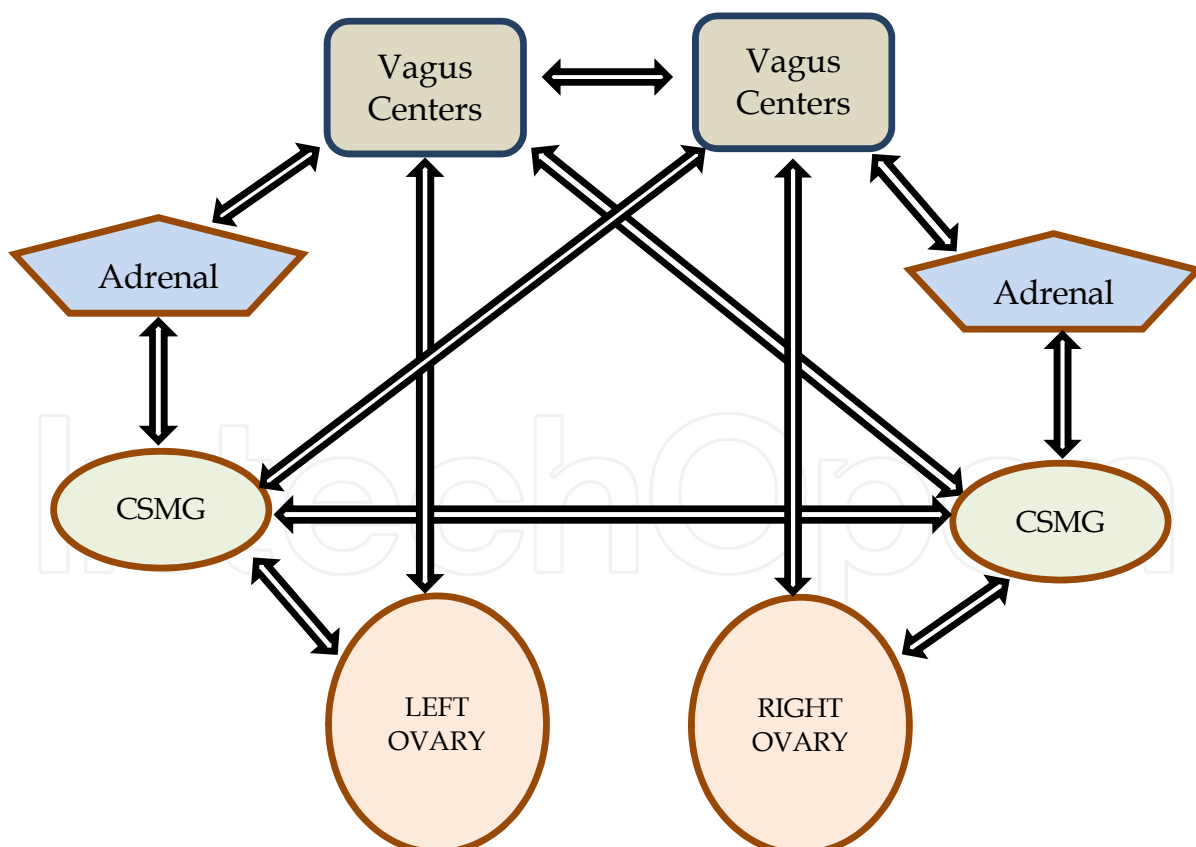 Vagus
Centers
Vagus
Centers
Adrenal
Adrenal
CSMG
CSMG
IntechOpen
LEFT
OVARY
RIGHT
OVARY